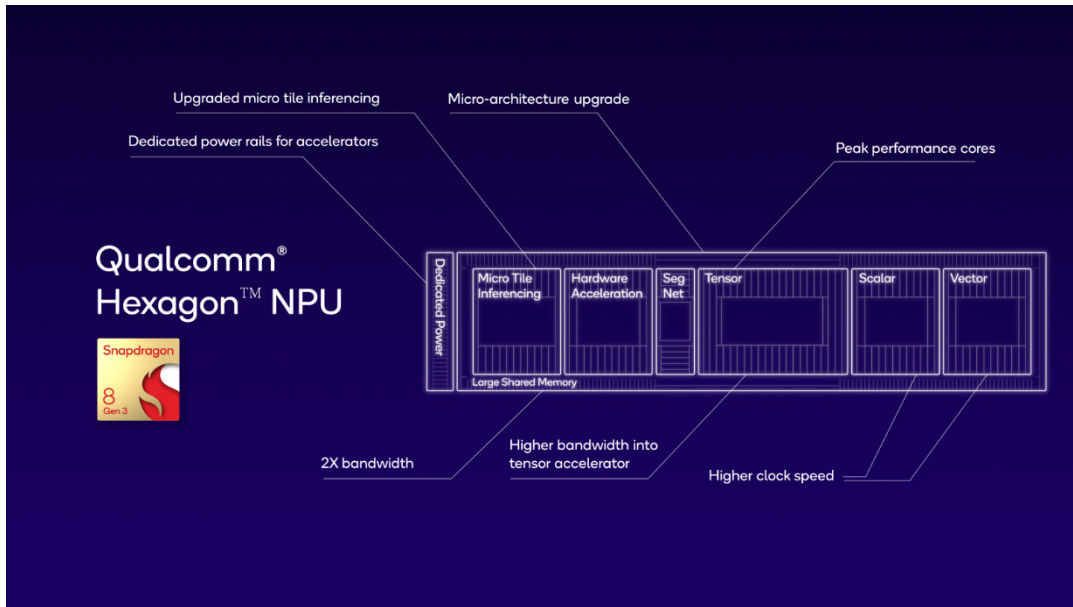 Upgraded micro tile inferencing
Micro-architecture upgrade
Dedicated power rails for accelerators
Peak performance cores
Qualcomm®
Hexagon™ NPU
Snapdragon
8
Gen 3
Dedicated Power
Micro Tile
Inferencing
Hardware
Acceleration
Seg
Net
Tensor
Scalar
Vector
Large Shared Memory
2X bandwidth
Higher bandwidth into
tensor accelerator
Higher clock speed